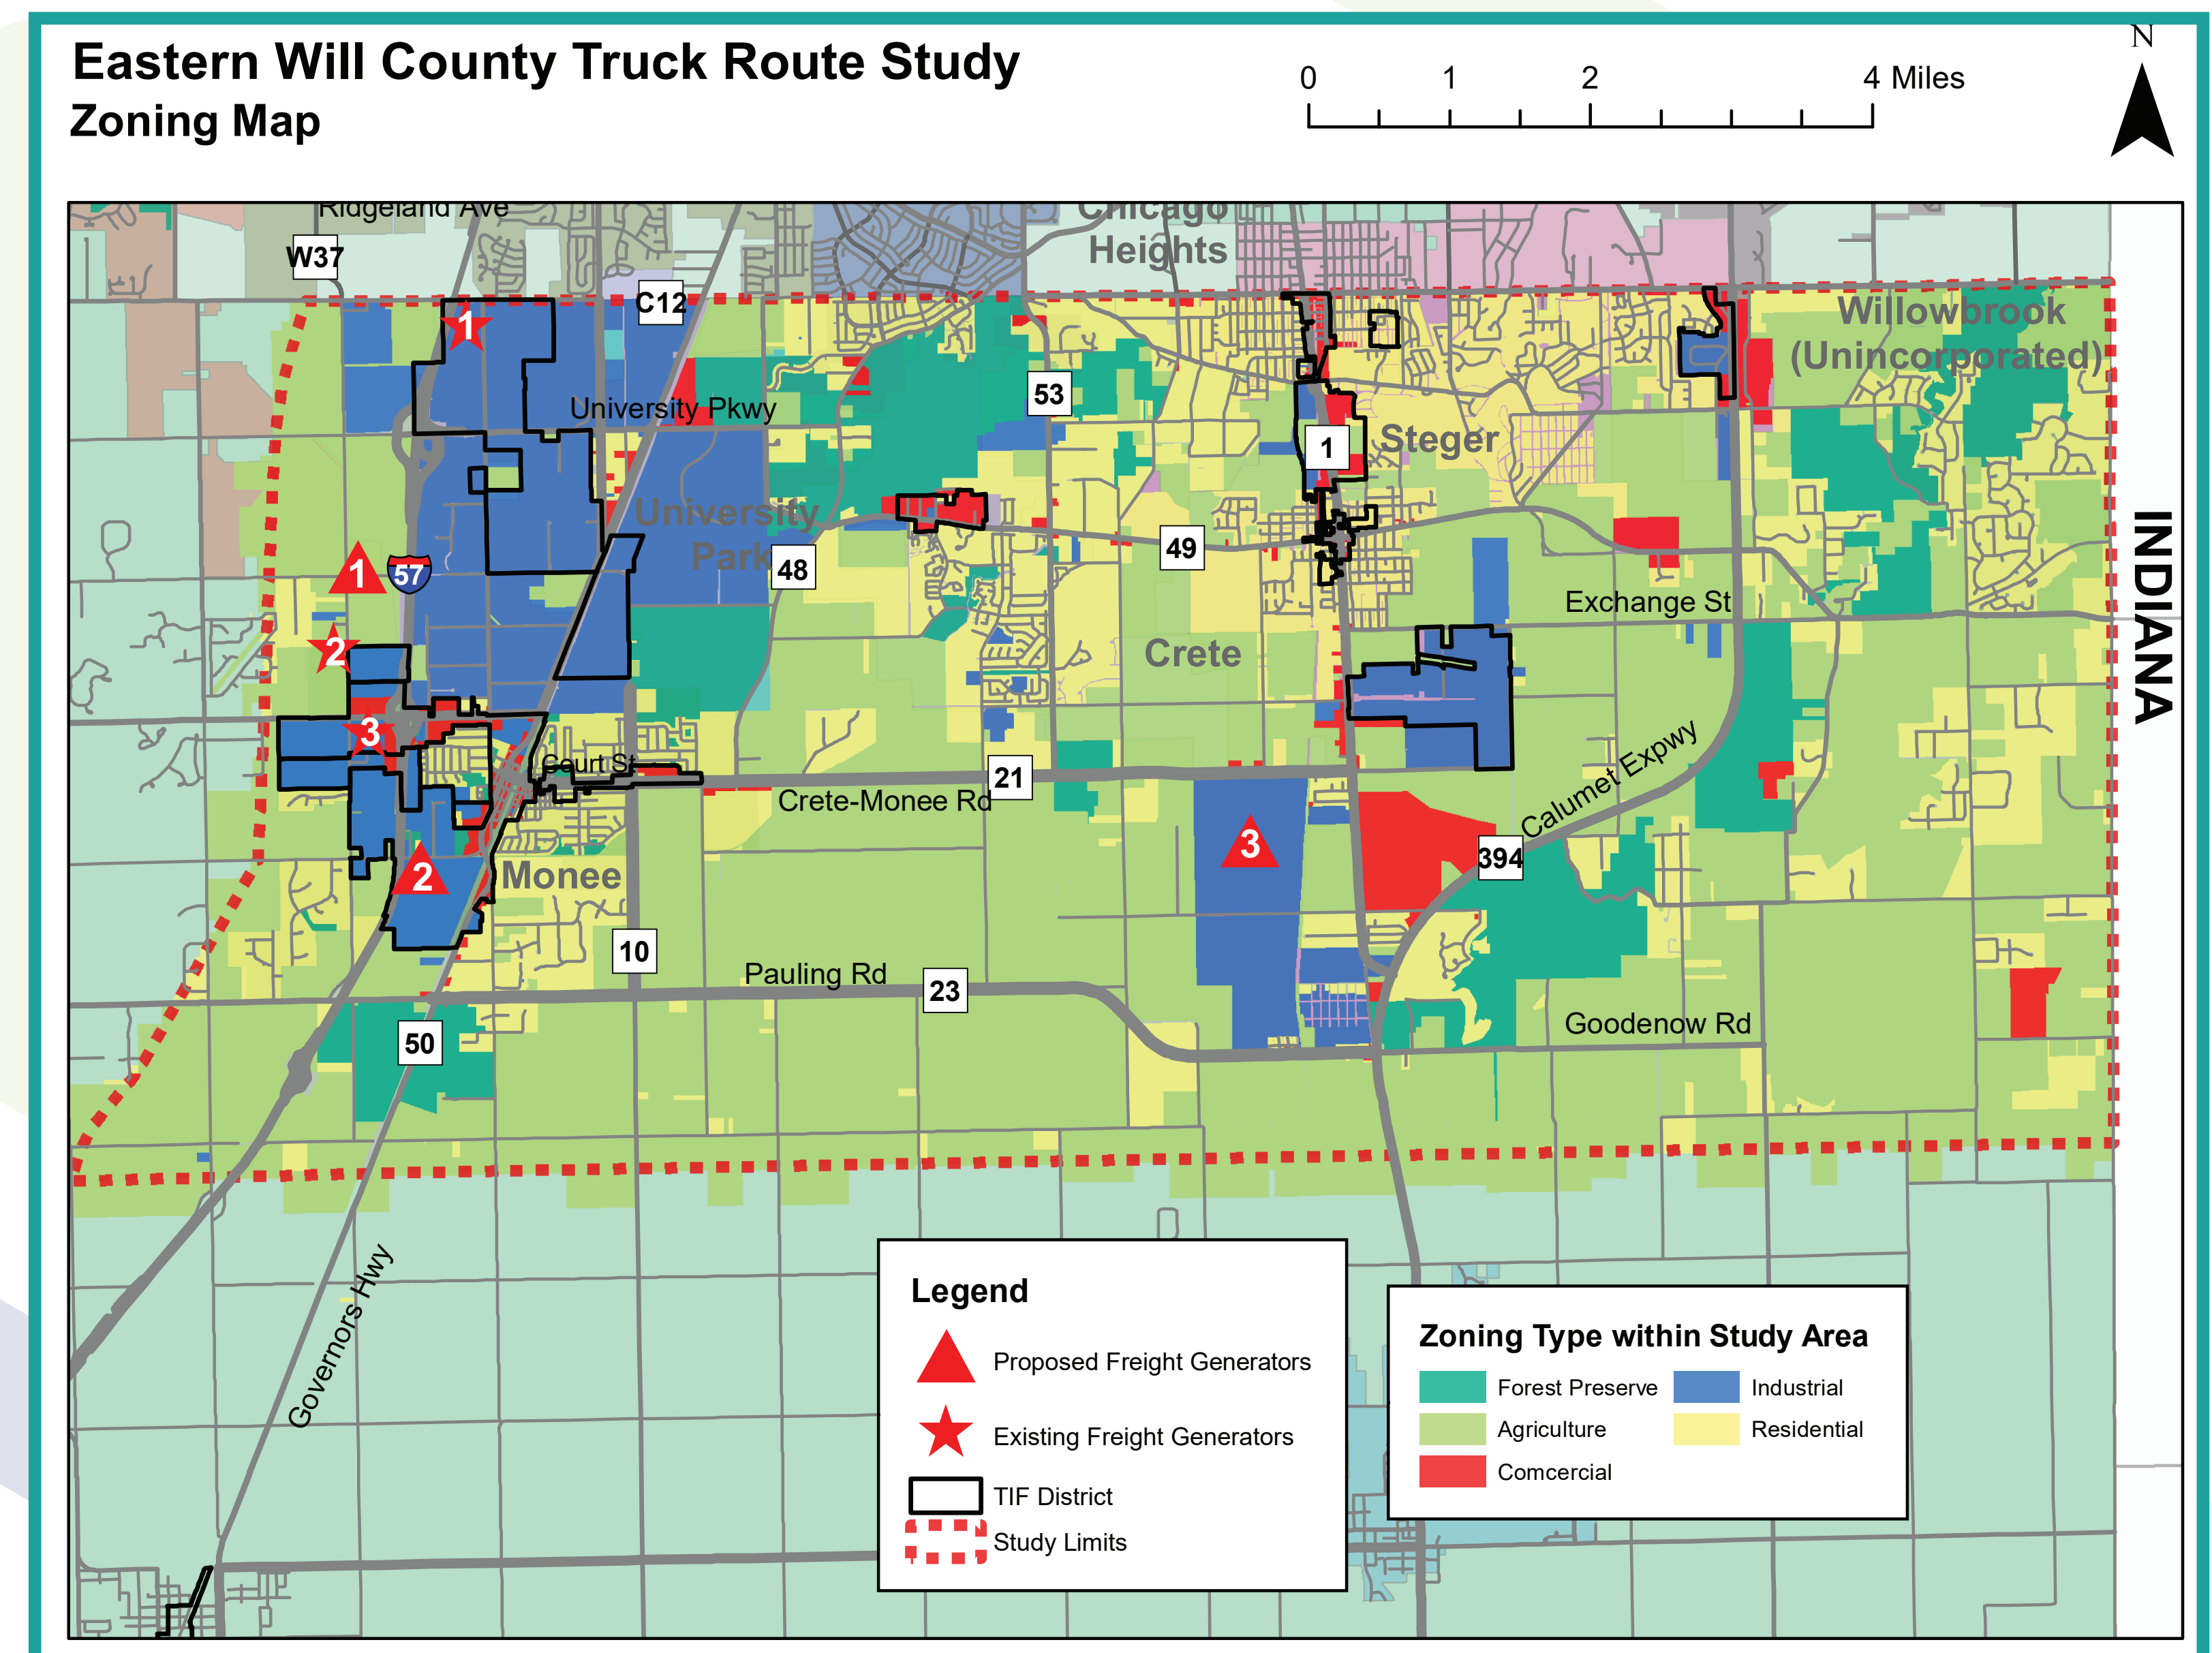 Eastern Will County Truck Route Study
Zoning Map
0 1 2 4 Miles
N
Ridgeland Ave
Chicago
Heights
W37
C12
1
Willowbrook
(Unincorporated)
University Pkwy
53
1
Steger
University
Park
48
49
1
57
INDIANA
Exchange St
2
Crete
3
Court St
21
Crete-Monee Rd
Calumet Expwy
3
394
2
Monee
10
Pauling Rd
23
Goodenow Rd
50
Governors Hwy
Legend
Proposed Freight Generators
Existing Freight Generators
TIF District
Study Limits
Zoning Type within Study Area
Forest Preserve
Industrial
Agriculture
Residential
Comcercial